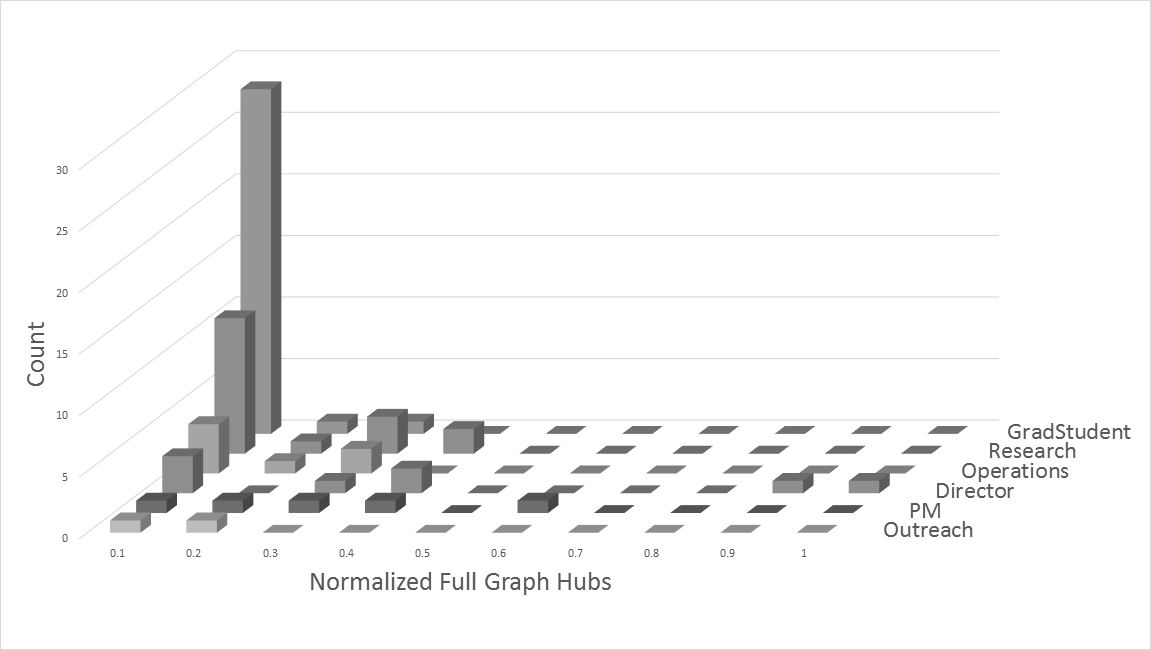 30
25
20
15
10
5
0
Count
0.1 0.2 0.3 0.4 0.5 0.6 0.7 0.8 0.9 1
Normalized Full Graph Hubs
GradStudent
Research
Operations
Director
PM
Outreach